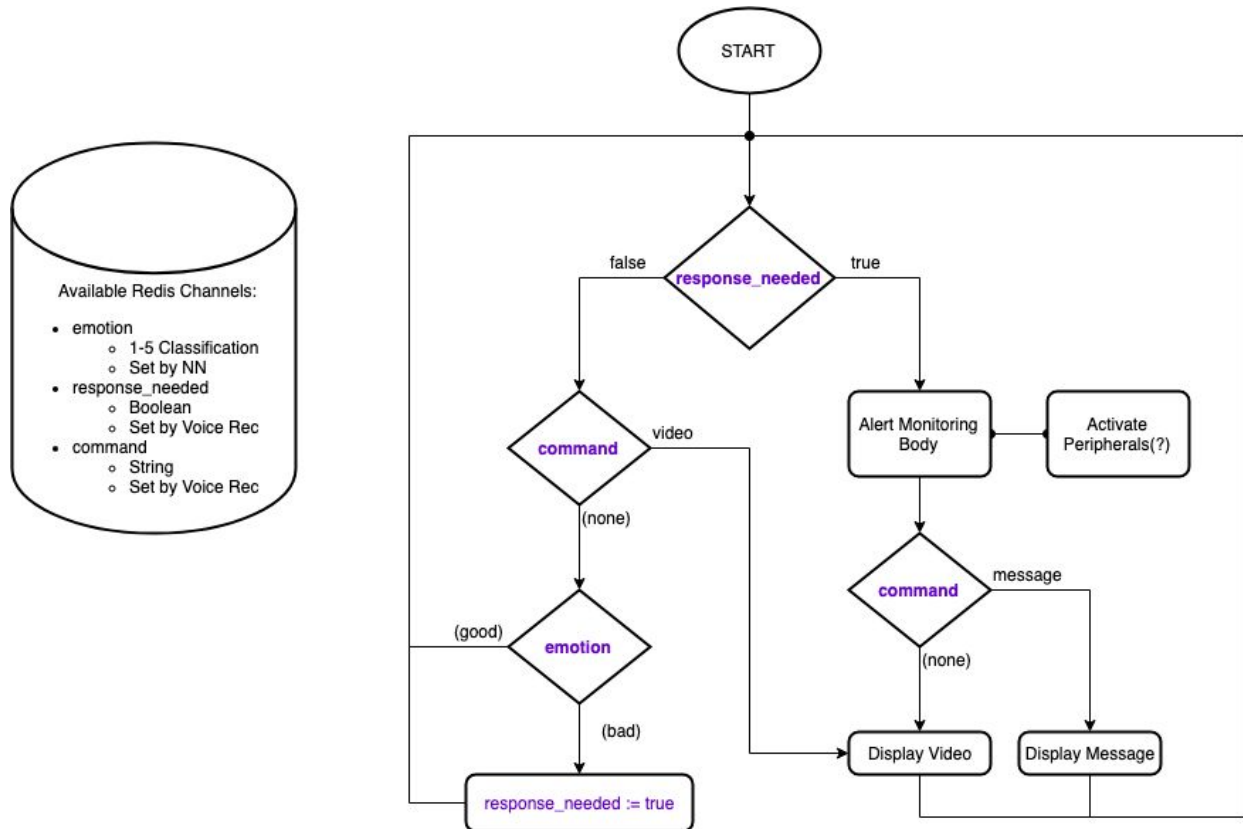 START
Available Redis Channels:
• emotion
◦ 1-5 Classification
◦ Set by NN
• response_needed
◦ Boolean
◦ Set by Voice Rec
• command
◦ String
◦ Set by Voice Rec
false
response_needed
true
command
video
Alert Monitoring
Body
Activate
Peripherals(?)
(none)
command
message
(good)
emotion
(none)
(bad)
Display Video
Display Message
response_needed := true